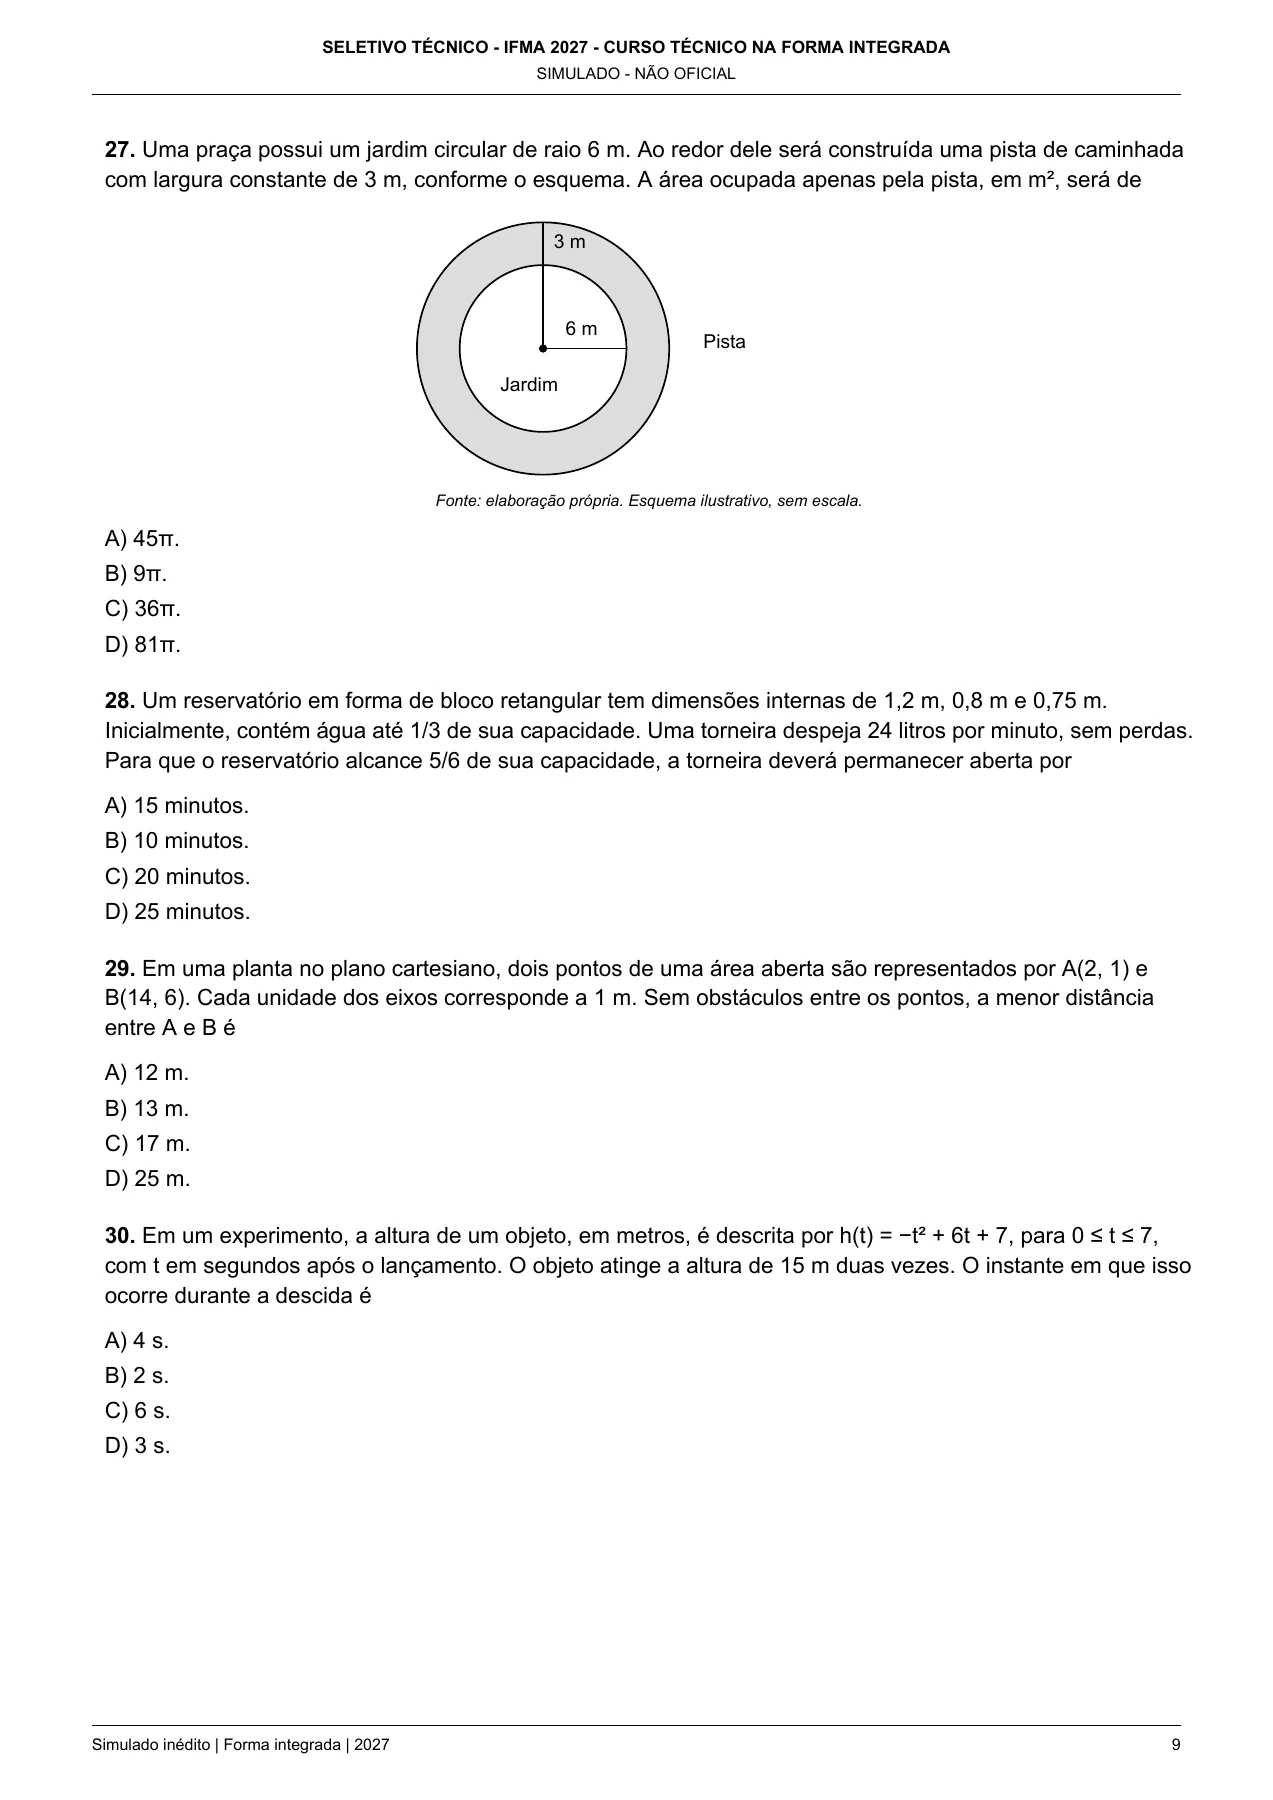 SELETIVO TÉCNICO - IFMA 2027 - CURSO TÉCNICO NA FORMA INTEGRADA
SIMULADO - NÃO OFICIAL
27. Uma praça possui um jardim circular de raio 6 m. Ao redor dele será construída uma pista de caminhada
com largura constante de 3 m, conforme o esquema. A área ocupada apenas pela pista, em m², será de
3 m
6 m
Pista
Jardim
Fonte: elaboração própria. Esquema ilustrativo, sem escala.
A) 45π.
B) 9π.
C) 36π.
D) 81π.
28. Um reservatório em forma de bloco retangular tem dimensões internas de 1,2 m, 0,8 m e 0,75 m.
Inicialmente, contém água até 1/3 de sua capacidade. Uma torneira despeja 24 litros por minuto, sem perdas.
Para que o reservatório alcance 5/6 de sua capacidade, a torneira deverá permanecer aberta por
A) 15 minutos.
B) 10 minutos.
C) 20 minutos.
D) 25 minutos.
29. Em uma planta no plano cartesiano, dois pontos de uma área aberta são representados por A(2, 1) e
B(14, 6). Cada unidade dos eixos corresponde a 1 m. Sem obstáculos entre os pontos, a menor distância
entre A e B é
A) 12 m.
B) 13 m.
C) 17 m.
D) 25 m.
30. Em um experimento, a altura de um objeto, em metros, é descrita por h(t) = −t² + 6t + 7, para 0 ≤ t ≤ 7,
com t em segundos após o lançamento. O objeto atinge a altura de 15 m duas vezes. O instante em que isso
ocorre durante a descida é
A) 4 s.
B) 2 s.
C) 6 s.
D) 3 s.
Simulado inédito | Forma integrada | 2027
9